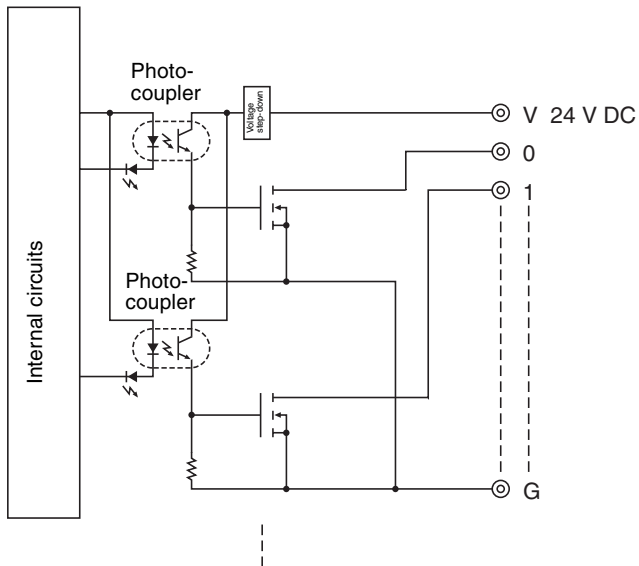 Photo-
coupler
Voltage
step-down
V 24 V DC
0
1
Internal circuits
Photo-
coupler
G